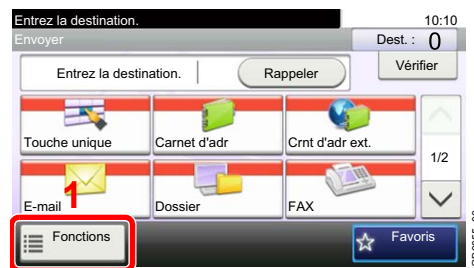 Entrez la destination.
10:10
Envoyer
Dest. : 0
Entrez la destination.
Rappeler
Vérifier
Touche unique
Carnet d'adr
Crnt d'adr ext.
1/2
E-mail
1
Dossier
FAX
Fonctions
Favoris